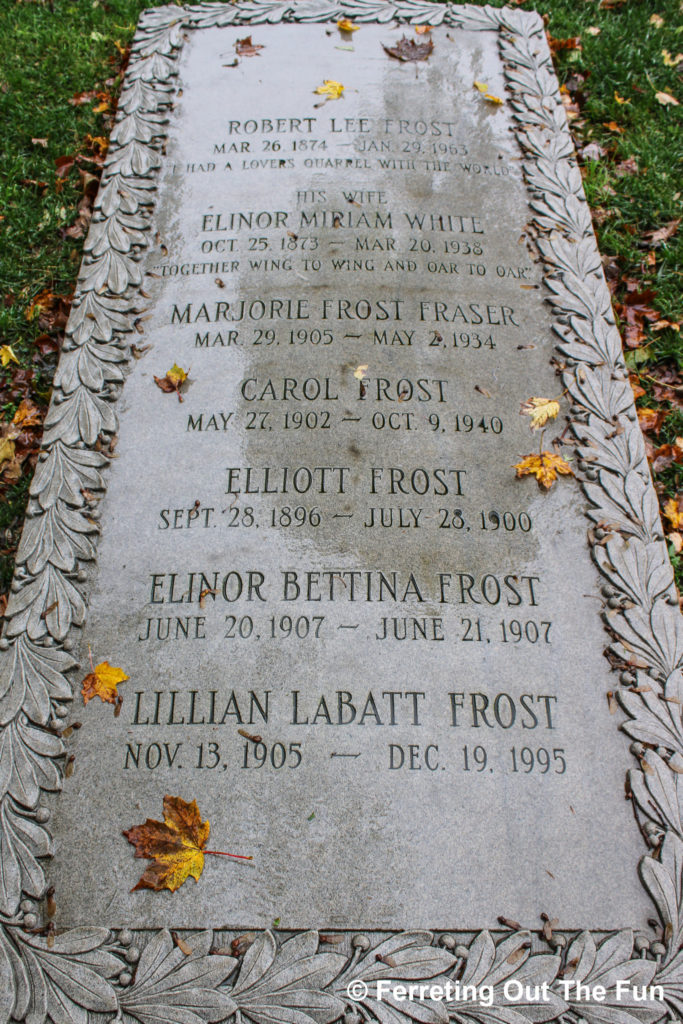 ROBERT LEE FROST
MAR. 26, 1874 — JAN. 29, 1963
"I HAD A LOVERS QUARREL WITH THE WORLD"
HIS WIFE
ELINOR MIRIAM WHITE
OCT. 25, 1873 — MAR. 20, 1938
"TOGETHER WING TO WING AND OAR TO OAR"
MARJORIE FROST FRASER
MAR. 29, 1905 — MAY 2, 1934
CAROL FROST
MAY 27, 1902 — OCT. 9, 1940
ELLIOTT FROST
SEPT. 28, 1896 — JULY 28, 1900
ELINOR BETTINA FROST
JUNE 20, 1907 — JUNE 21, 1907
LILLIAN LABATT FROST
NOV. 13, 1905 — DEC. 19, 1995
© Ferreting Out The Fun